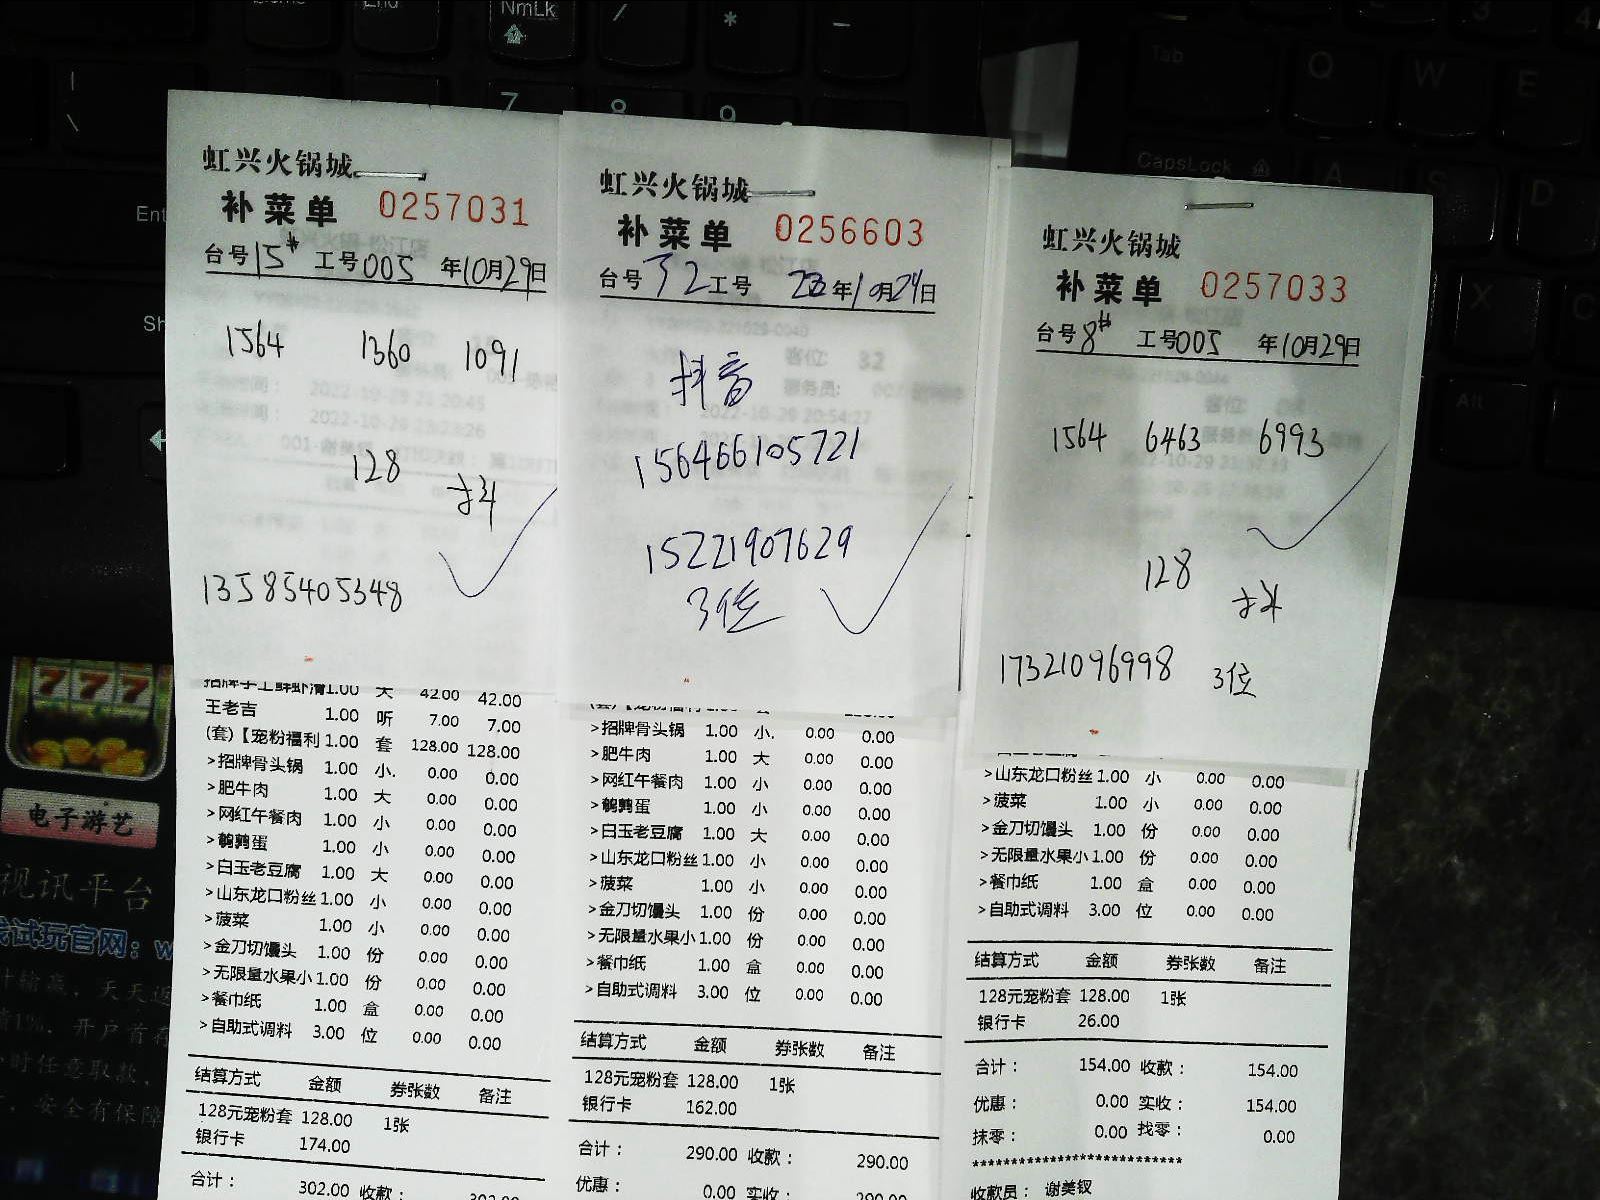 虹兴火锅城
补菜单 0257031
台号15# 工号005 年10月29日
1564 1360 1091
128 抖
13585405348
王老吉 1.00 听 7.00 7.00
(套)【宠粉福利 1.00 套 128.00 128.00
>招牌骨头锅 1.00 小. 0.00 0.00
>肥牛肉 1.00 大 0.00 0.00
>网红午餐肉 1.00 小 0.00 0.00
>鹌鹑蛋 1.00 小 0.00 0.00
>白玉老豆腐 1.00 大 0.00 0.00
>山东龙口粉丝 1.00 小 0.00 0.00
>菠菜 1.00 小 0.00 0.00
>金刀切馒头 1.00 份 0.00 0.00
>无限量水果小 1.00 份 0.00 0.00
>餐巾纸 1.00 盒 0.00 0.00
>自助式调料 3.00 位 0.00 0.00
结算方式 金额 券张数 备注
128元宠粉套 128.00 1张
银行卡 174.00
合计: 302.00 收款: 302.00
虹兴火锅城
补菜单 0256603
台号 32 工号 年10月29日
抖音
156466105721
15221907629
3位
>招牌骨头锅 1.00 小. 0.00 0.00
>肥牛肉 1.00 大 0.00 0.00
>网红午餐肉 1.00 小 0.00 0.00
>鹌鹑蛋 1.00 小 0.00 0.00
>白玉老豆腐 1.00 大 0.00 0.00
>山东龙口粉丝 1.00 小 0.00 0.00
>菠菜 1.00 小 0.00 0.00
>金刀切馒头 1.00 份 0.00 0.00
>无限量水果小 1.00 份 0.00 0.00
>餐巾纸 1.00 盒 0.00 0.00
>自助式调料 3.00 位 0.00 0.00
结算方式 金额 券张数 备注
128元宠粉套 128.00 1张
银行卡 162.00
合计: 290.00 收款: 290.00
优惠: 0.00 实收: 290.00
虹兴火锅城
补菜单 0257033
台号8# 工号005 年10月29日
1564 6463 6993
128 抖
17321096998 3位
>山东龙口粉丝 1.00 小 0.00 0.00
>菠菜 1.00 小 0.00 0.00
>金刀切馒头 1.00 份 0.00 0.00
>无限量水果小 1.00 份 0.00 0.00
>餐巾纸 1.00 盒 0.00 0.00
>自助式调料 3.00 位 0.00 0.00
结算方式 金额 券张数 备注
128元宠粉套 128.00 1张
银行卡 26.00
合计: 154.00 收款: 154.00
优惠: 0.00 实收: 154.00
抹零: 0.00 找零: 0.00
***************************
收款员: 谢美钗
777
电子游艺
视讯平台
试玩官网:w
NmLk
7 8 9
Tab Q W E
CapsLock A S D
X C
Alt